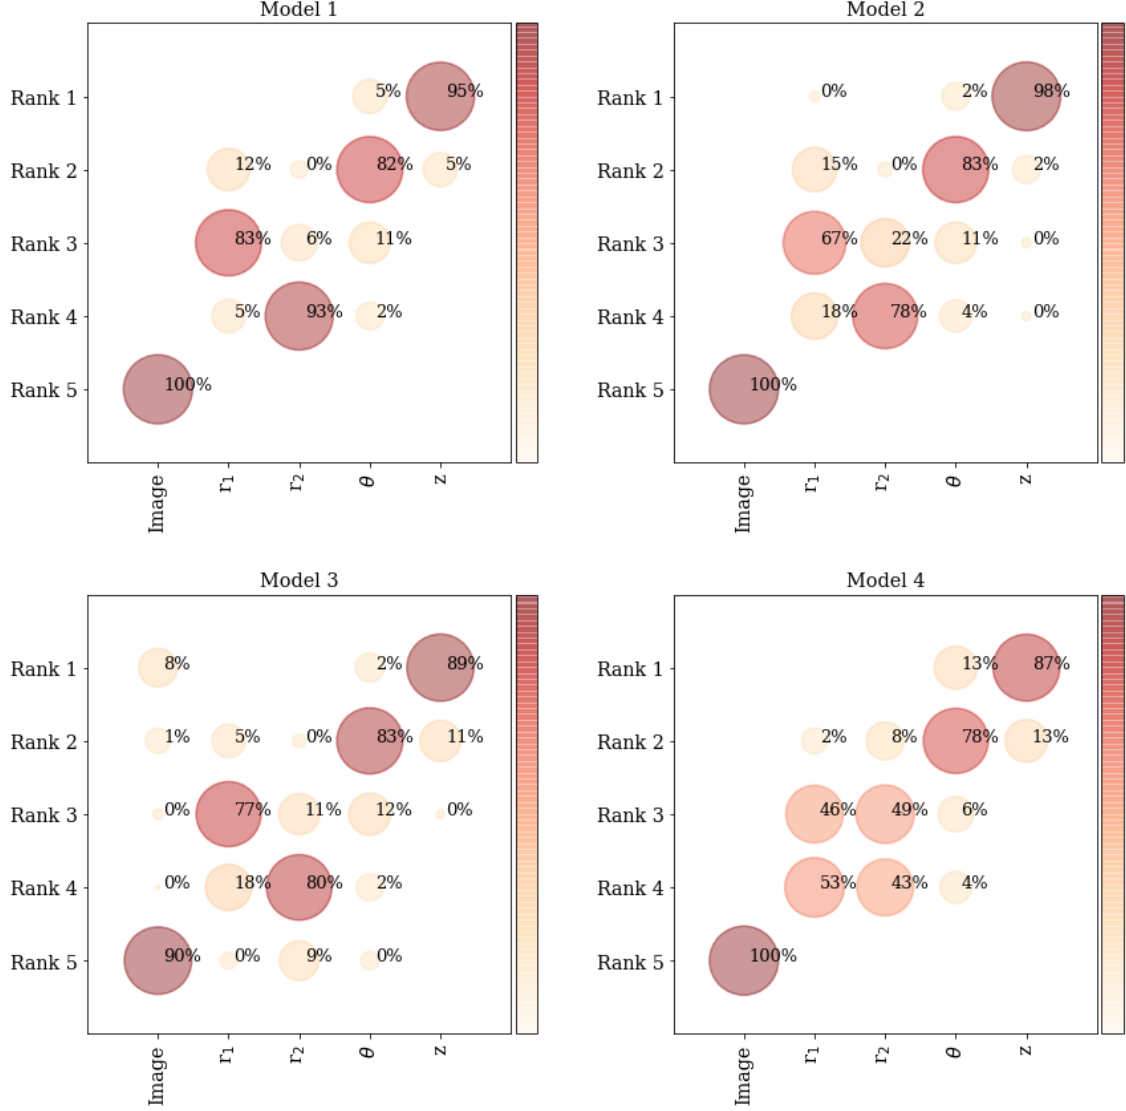 Model 1
Rank 1 5% 95%
Rank 2 12% 0% 82% 5%
Rank 3 83% 6% 11%
Rank 4 5% 93% 2%
Rank 5 100%
Image r₁ r₂ θ z
Model 2
Rank 1 0% 2% 98%
Rank 2 15% 0% 83% 2%
Rank 3 67% 22% 11% 0%
Rank 4 18% 78% 4% 0%
Rank 5 100%
Image r₁ r₂ θ z
Model 3
Rank 1 8% 2% 89%
Rank 2 1% 5% 0% 83% 11%
Rank 3 0% 77% 11% 12% 0%
Rank 4 0% 18% 80% 2%
Rank 5 90% 0% 9% 0%
Image r₁ r₂ θ z
Model 4
Rank 1 13% 87%
Rank 2 2% 8% 78% 13%
Rank 3 46% 49% 6%
Rank 4 53% 43% 4%
Rank 5 100%
Image r₁ r₂ θ z